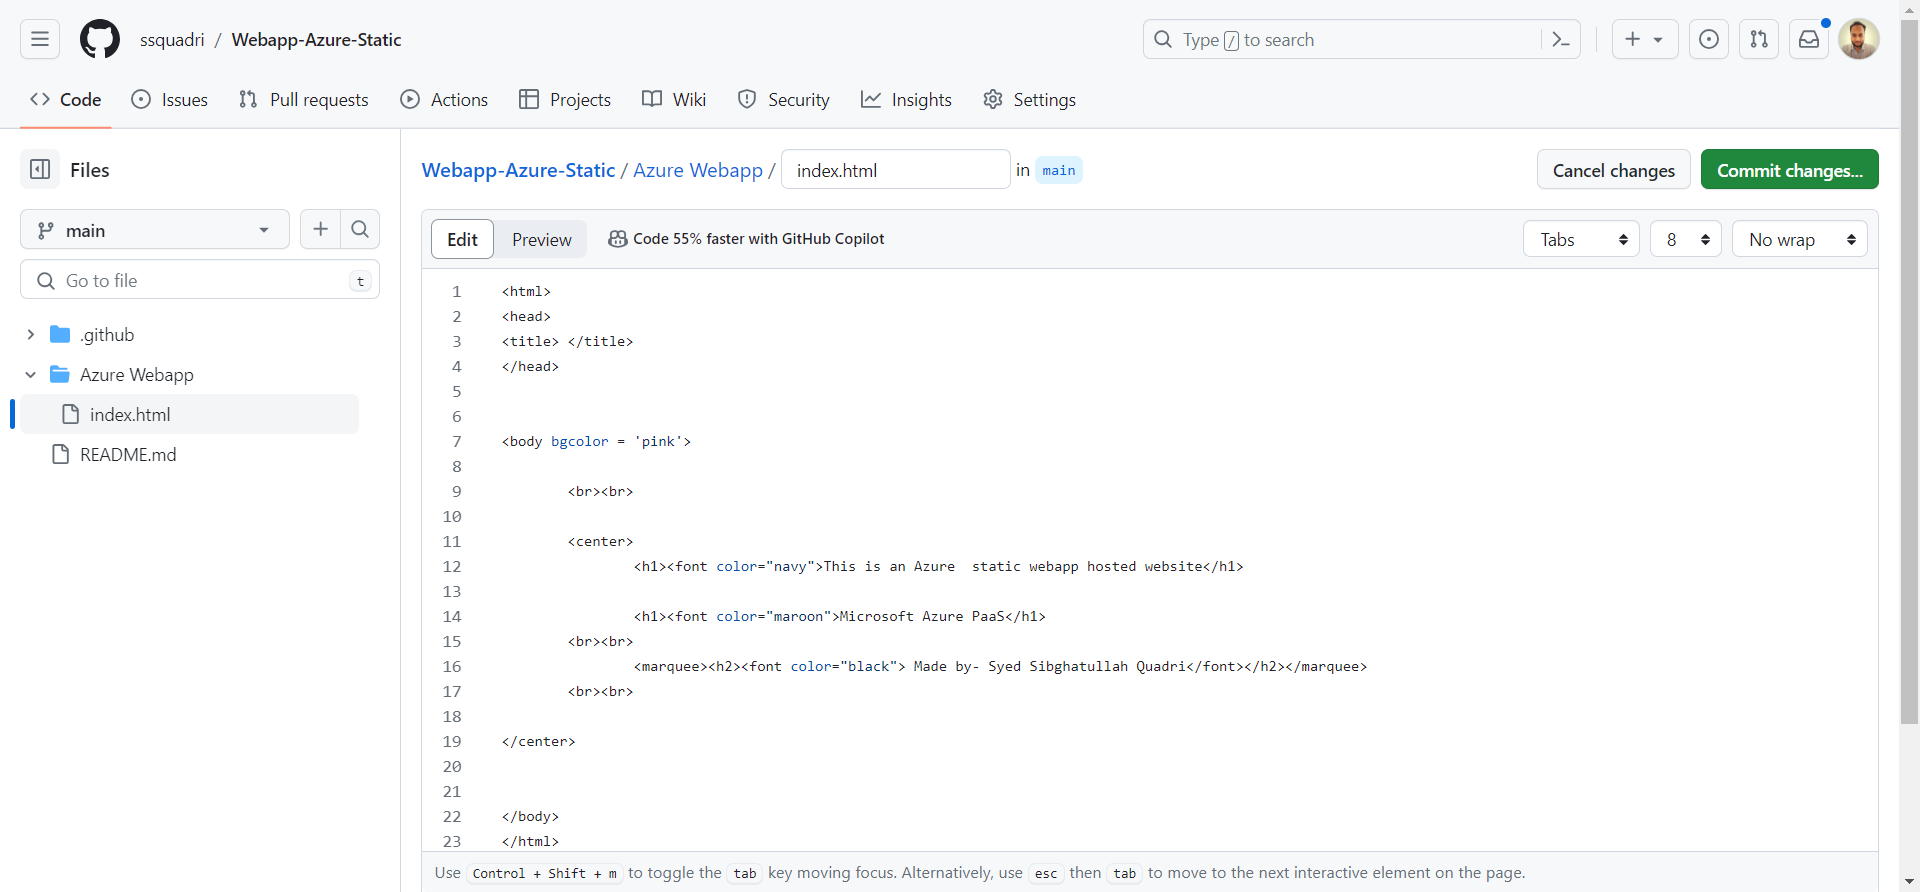 ssquadri / Webapp-Azure-Static
Type / to search
Code Issues Pull requests Actions Projects Wiki Security Insights Settings
Files
Webapp-Azure-Static / Azure Webapp / index.html in main
Cancel changes Commit changes...
main
Edit Preview Code 55% faster with GitHub Copilot
Tabs 8 No wrap
Go to file t
.github
Azure Webapp
index.html
README.md
1 <html>
2 <head>
3 <title> </title>
4 </head>
5
6
7 <body bgcolor = 'pink'>
8
9 <br><br>
10
11 <center>
12 <h1><font color="navy">This is an Azure  static webapp hosted website</h1>
13
14 <h1><font color="maroon">Microsoft Azure PaaS</h1>
15 <br><br>
16 <marquee><h2><font color="black"> Made by- Syed Sibghatullah Quadri</font></h2></marquee>
17 <br><br>
18
19 </center>
20
21
22 </body>
23 </html>
Use Control + Shift + m to toggle the tab key moving focus. Alternatively, use esc then tab to move to the next interactive element on the page.